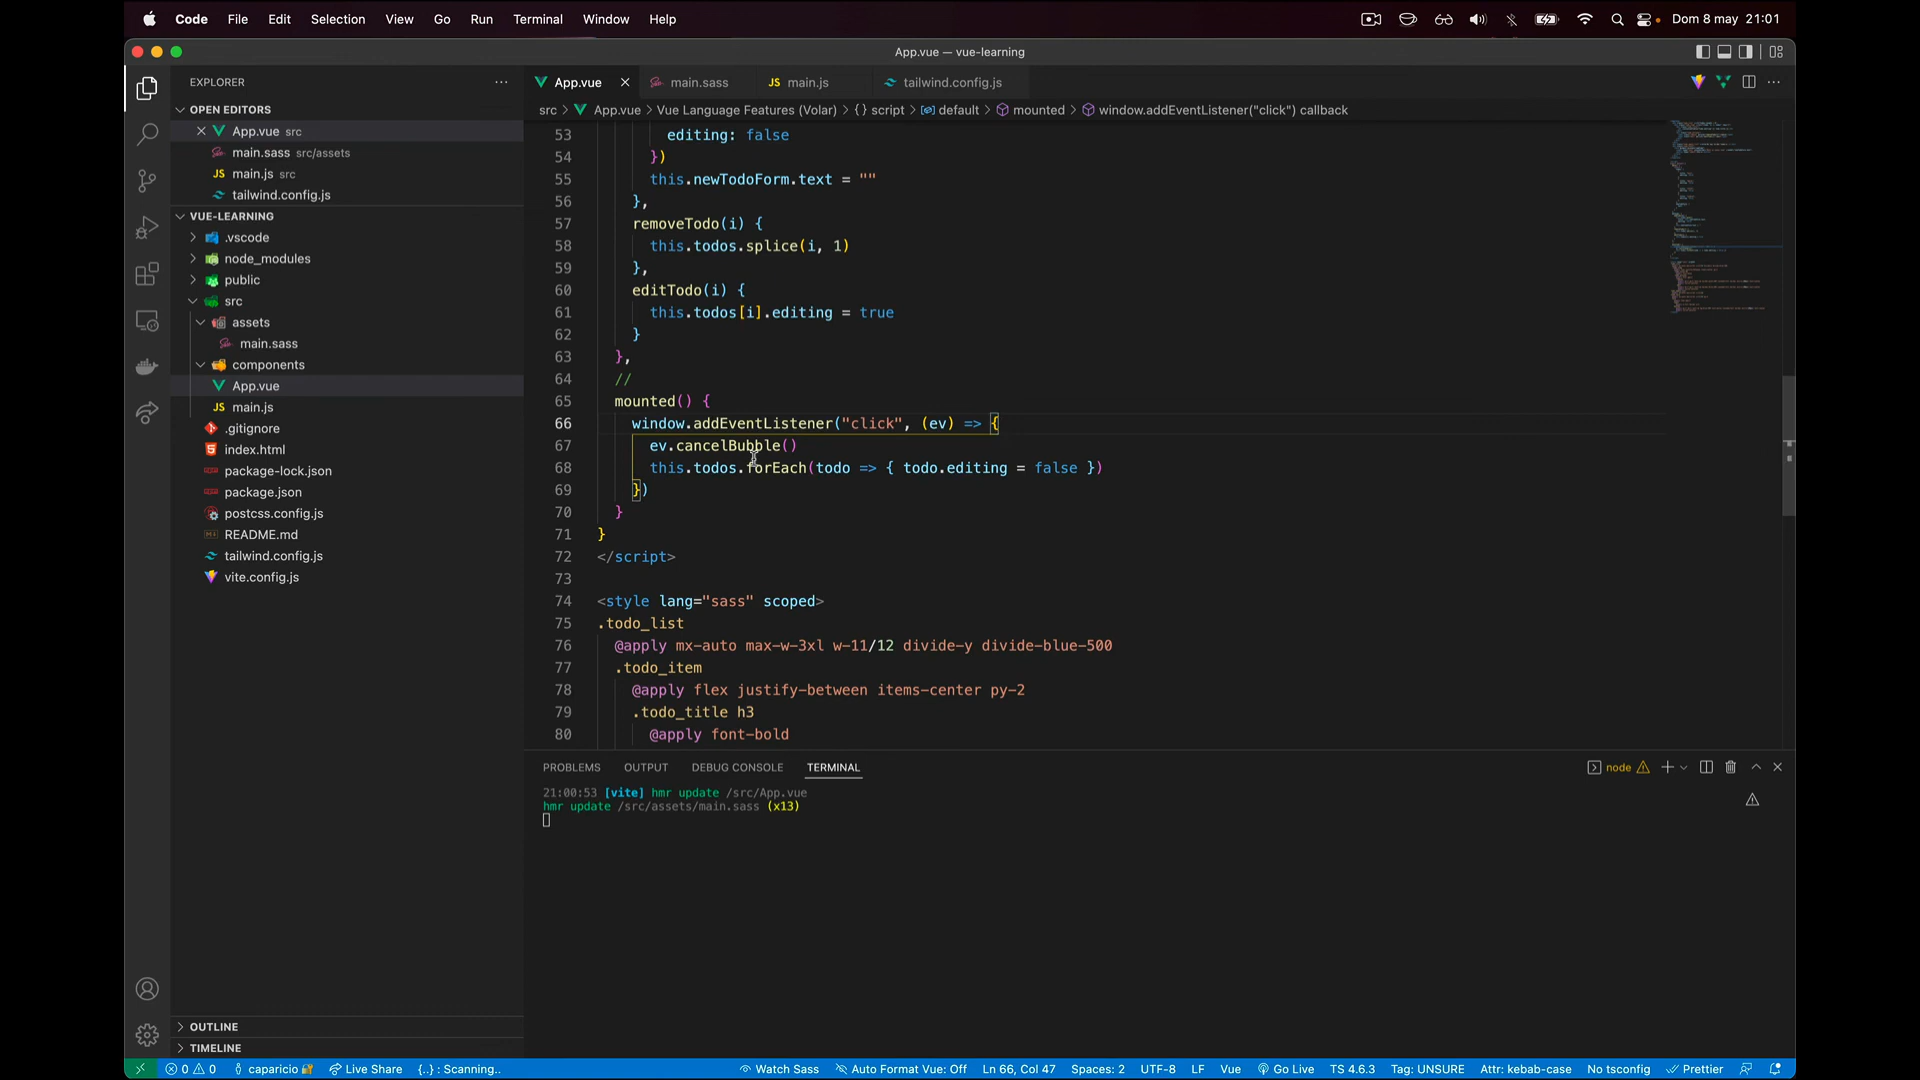 Code File Edit Selection View Go Run Terminal Window Help Dom 8 may 21:01
App.vue — vue-learning
EXPLORER
App.vue main.sass JS main.js tailwind.config.js
src > App.vue > Vue Language Features (Volar) > {} script > default > mounted > window.addEventListener("click") callback
OPEN EDITORS
App.vue src
main.sass src/assets
JS main.js src
tailwind.config.js
VUE-LEARNING
.vscode
node_modules
public
src
assets
main.sass
components
App.vue
JS main.js
.gitignore
index.html
package-lock.json
package.json
postcss.config.js
README.md
tailwind.config.js
vite.config.js
OUTLINE
TIMELINE
53 editing: false
54 })
55 this.newTodoForm.text = ""
56 },
57 removeTodo(i) {
58 this.todos.splice(i, 1)
59 },
60 editTodo(i) {
61 this.todos[i].editing = true
62 }
63 },
64 //
65 mounted() {
66 window.addEventListener("click", (ev) => {
67 ev.cancelBubble()
68 this.todos.forEach(todo => { todo.editing = false })
69 })
70 }
71 }
72 </script>
73
74 <style lang="sass" scoped>
75 .todo_list
76 @apply mx-auto max-w-3xl w-11/12 divide-y divide-blue-500
77 .todo_item
78 @apply flex justify-between items-center py-2
79 .todo_title h3
80 @apply font-bold
PROBLEMS OUTPUT DEBUG CONSOLE TERMINAL node
21:00:53 [vite] hmr update /src/App.vue
hmr update /src/assets/main.sass (x13)
0 0 caparicio Live Share {..} : Scanning.. Watch Sass Auto Format Vue: Off Ln 66, Col 47 Spaces: 2 UTF-8 LF Vue Go Live TS 4.6.3 Tag: UNSURE Attr: kebab-case No tsconfig Prettier